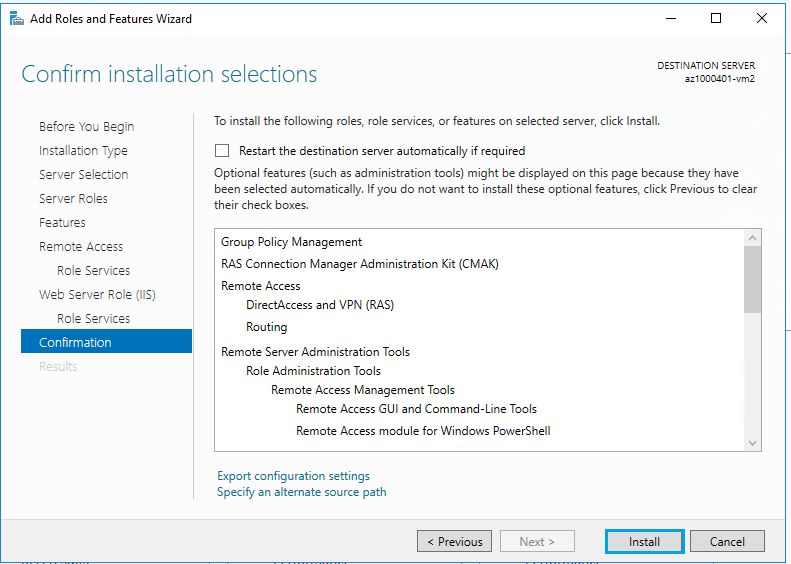 Add Roles and Features Wizard
Confirm installation selections
DESTINATION SERVER
az1000401-vm2
Before You Begin
Installation Type
Server Selection
Server Roles
Features
Remote Access
Role Services
Web Server Role (IIS)
Role Services
Confirmation
Results
To install the following roles, role services, or features on selected server, click Install.
Restart the destination server automatically if required
Optional features (such as administration tools) might be displayed on this page because they have
been selected automatically. If you do not want to install these optional features, click Previous to clear
their check boxes.
Group Policy Management
RAS Connection Manager Administration Kit (CMAK)
Remote Access
DirectAccess and VPN (RAS)
Routing
Remote Server Administration Tools
Role Administration Tools
Remote Access Management Tools
Remote Access GUI and Command-Line Tools
Remote Access module for Windows PowerShell
Export configuration settings
Specify an alternate source path
< Previous
Next >
Install
Cancel